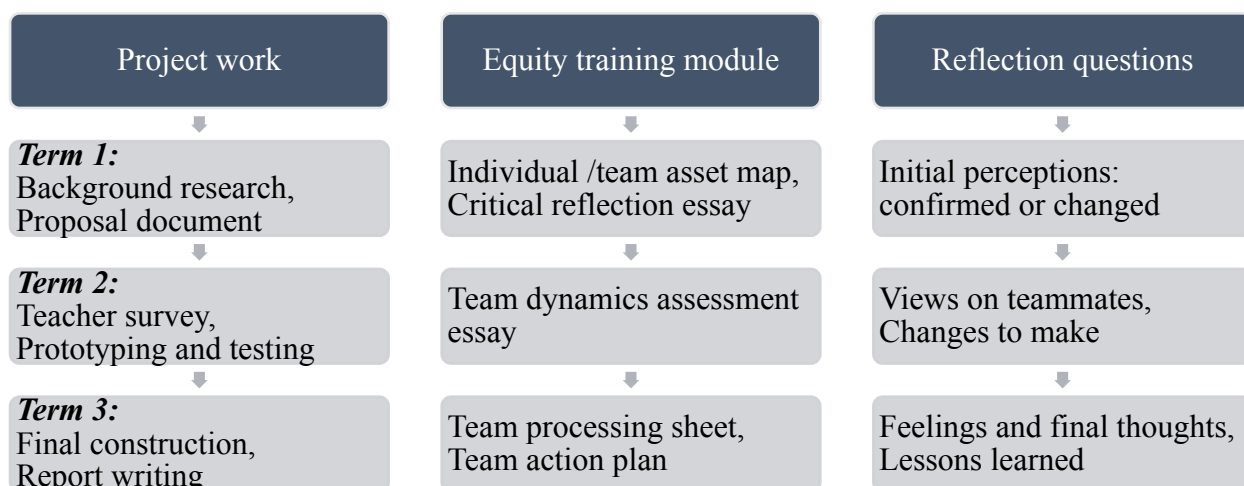 Project work
Equity training module
Reflection questions
Term 1:
Background research,
Proposal document
Individual /team asset map,
Critical reflection essay
Initial perceptions:
confirmed or changed
Term 2:
Teacher survey,
Prototyping and testing
Team dynamics assessment
essay
Views on teammates,
Changes to make
Term 3:
Final construction,
Report writing
Team processing sheet,
Team action plan
Feelings and final thoughts,
Lessons learned